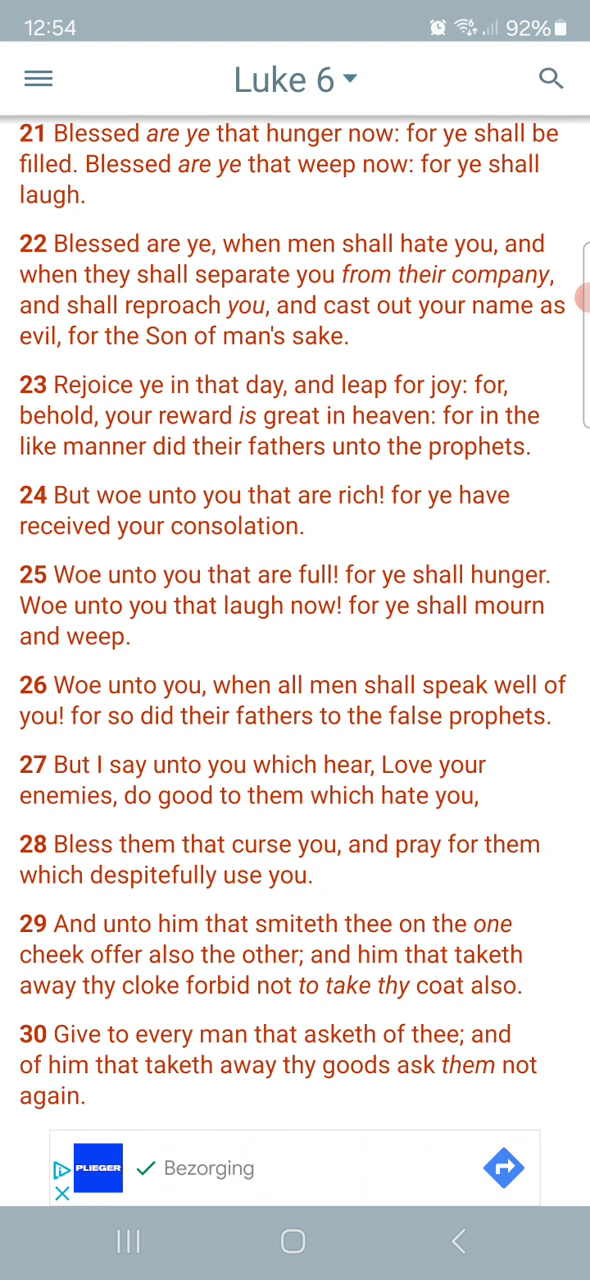 12:54
92%
Luke 6
21 Blessed are ye that hunger now: for ye shall be
filled. Blessed are ye that weep now: for ye shall
laugh.
22 Blessed are ye, when men shall hate you, and
when they shall separate you from their company,
and shall reproach you, and cast out your name as
evil, for the Son of man's sake.
23 Rejoice ye in that day, and leap for joy: for,
behold, your reward is great in heaven: for in the
like manner did their fathers unto the prophets.
24 But woe unto you that are rich! for ye have
received your consolation.
25 Woe unto you that are full! for ye shall hunger.
Woe unto you that laugh now! for ye shall mourn
and weep.
26 Woe unto you, when all men shall speak well of
you! for so did their fathers to the false prophets.
27 But I say unto you which hear, Love your
enemies, do good to them which hate you,
28 Bless them that curse you, and pray for them
which despitefully use you.
29 And unto him that smiteth thee on the one
cheek offer also the other; and him that taketh
away thy cloke forbid not to take thy coat also.
30 Give to every man that asketh of thee; and
of him that taketh away thy goods ask them not
again.
PLIEGER
Bezorging